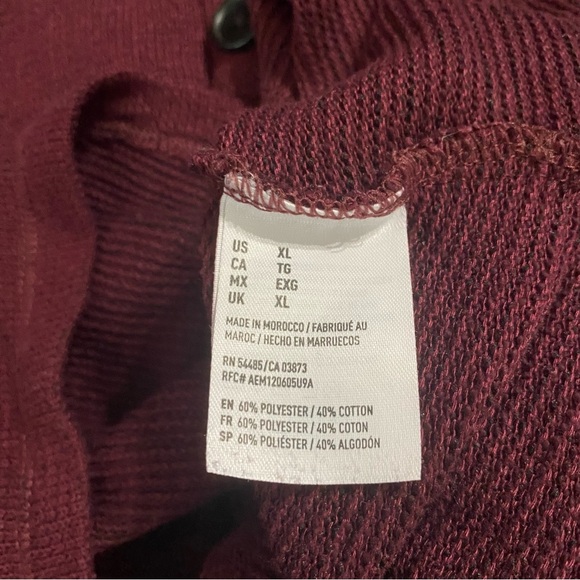 US XL
CA TG
MX EXG
UK XL
MADE IN MOROCCO / FABRIQUÉ AU
MAROC / HECHO EN MARRUECOS
RN 54485/CA 03873
RFC# AEM120605U9A
EN 60% POLYESTER / 40% COTTON
FR 60% POLYESTER / 40% COTON
SP 60% POLIÉSTER / 40% ALGODÓN